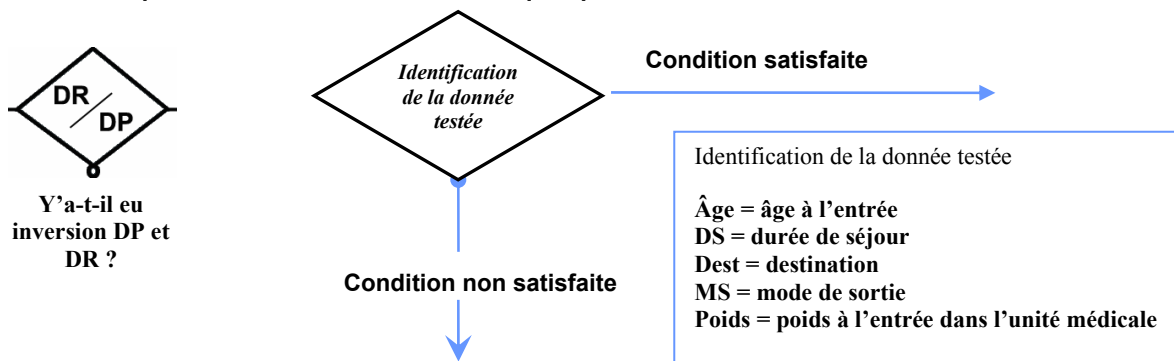 DR
DP
Y'a-t-il eu
inversion DP et
DR ?
Identification
de la donnée
testée
Condition satisfaite
Condition non satisfaite
Identification de la donnée testée
Âge = âge à l'entrée
DS = durée de séjour
Dest = destination
MS = mode de sortie
Poids = poids à l'entrée dans l'unité médicale